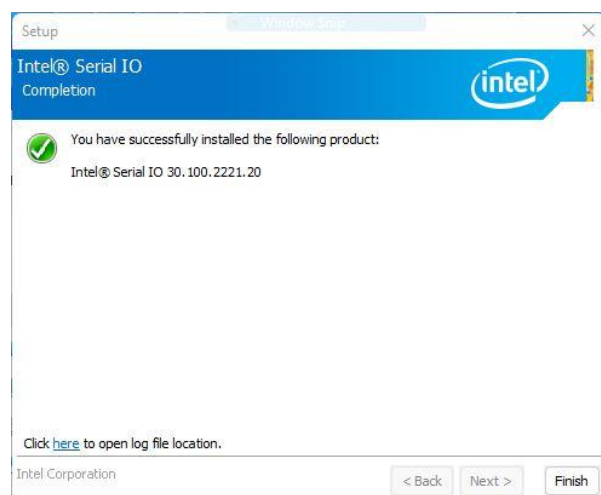 Window Snip
Setup
Intel® Serial IO
Completion
intel
You have successfully installed the following product:
Intel® Serial IO 30.100.2221.20
Click here to open log file location.
Intel Corporation
< Back
Next >
Finish